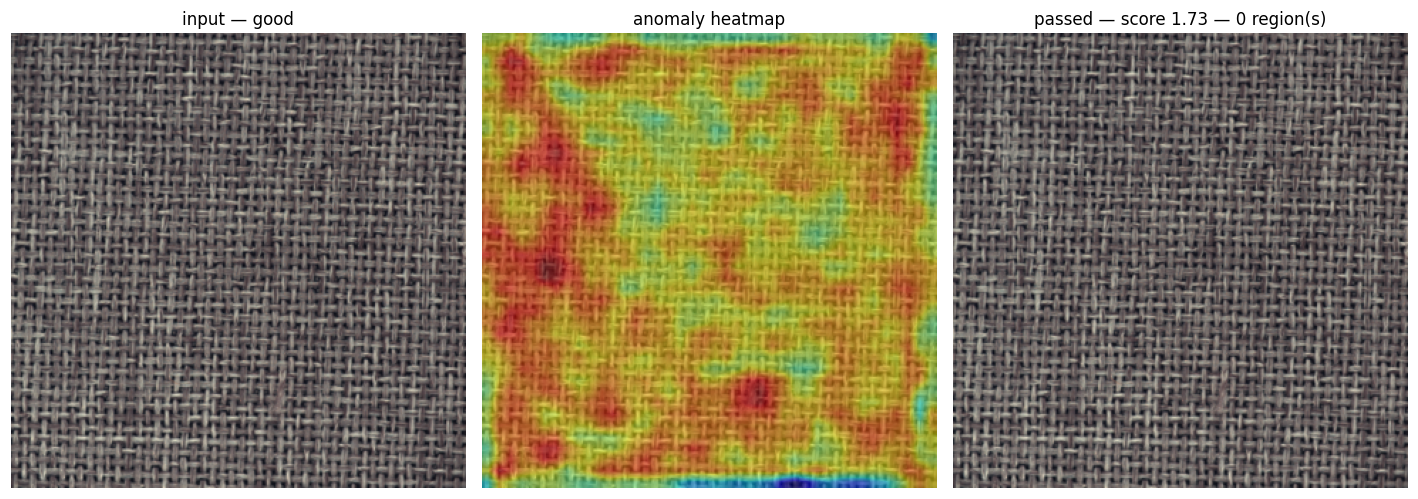 input — good
anomaly heatmap
passed — score 1.73 — 0 region(s)